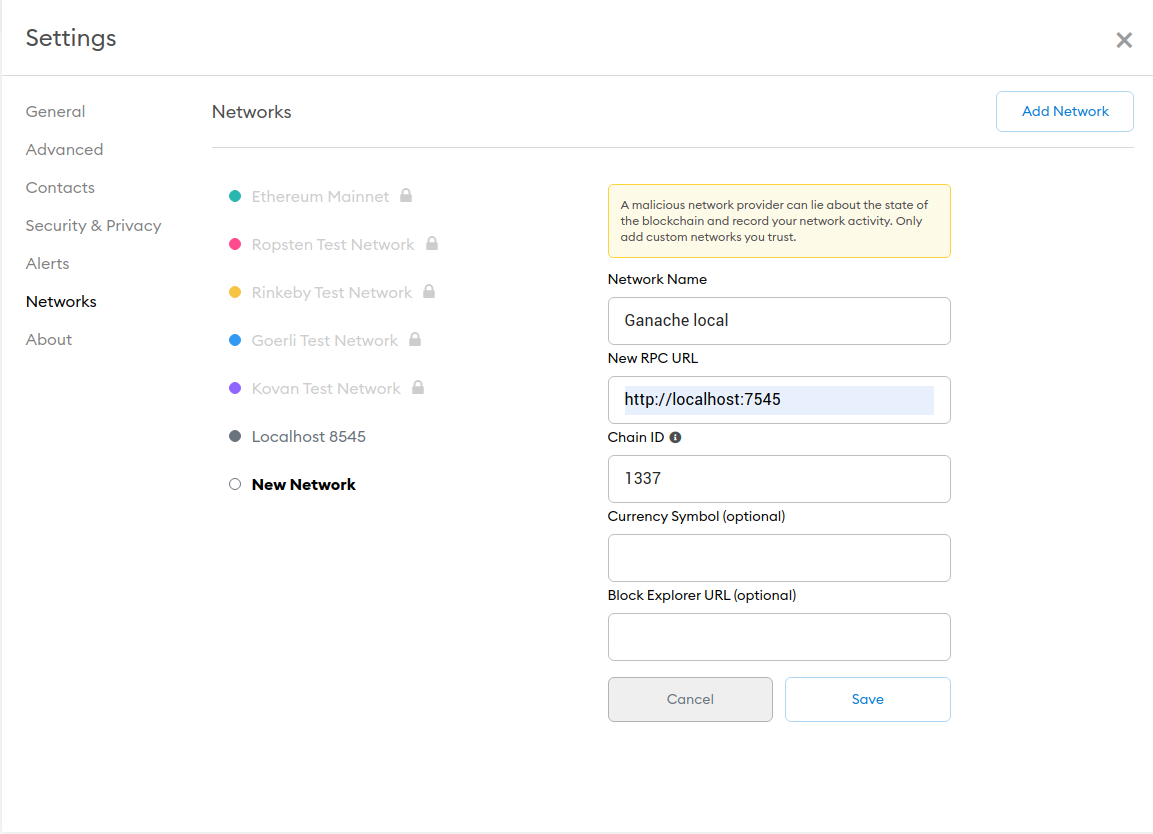 Settings
General
Advanced
Contacts
Security & Privacy
Alerts
Networks
About
Networks
Add Network
Ethereum Mainnet
Ropsten Test Network
Rinkeby Test Network
Goerli Test Network
Kovan Test Network
Localhost 8545
New Network
A malicious network provider can lie about the state of
the blockchain and record your network activity. Only
add custom networks you trust.
Network Name
Ganache local
New RPC URL
http://localhost:7545
Chain ID
1337
Currency Symbol (optional)
Block Explorer URL (optional)
Cancel
Save